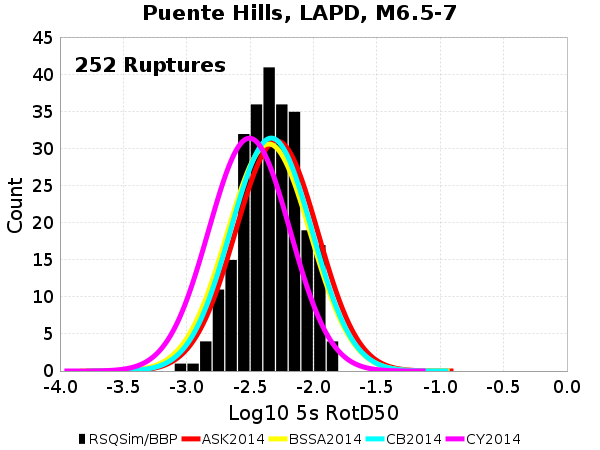 Puente Hills, LAPD, M6.5-7
252 Ruptures
45
40
35
30
25
20
15
10
5
0
Count
-4.0 -3.5 -3.0 -2.5 -2.0 -1.5 -1.0 -0.5 0.0
Log10 5s RotD50
RSQSim/BBP ASK2014 BSSA2014 CB2014 CY2014